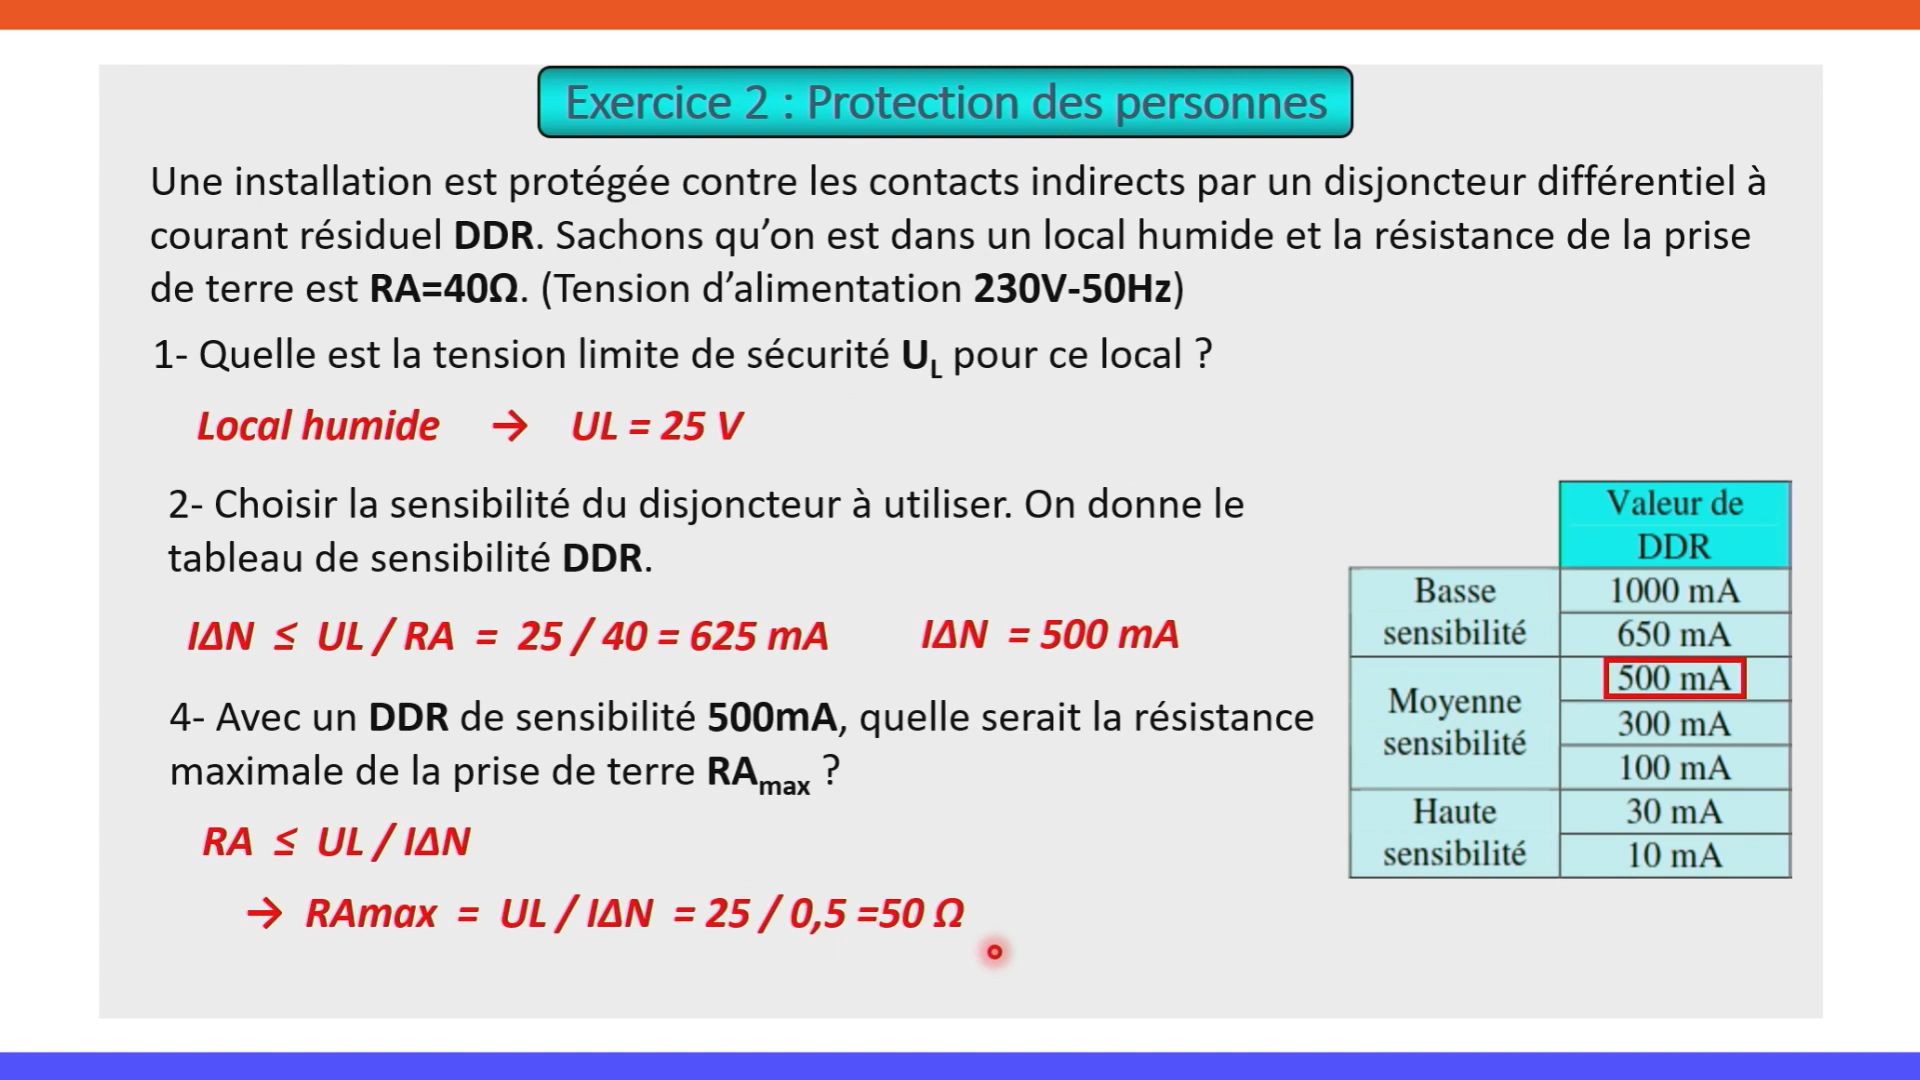 Exercice 2 : Protection des personnes
Une installation est protégée contre les contacts indirects par un disjoncteur différentiel à
courant résiduel DDR. Sachons qu’on est dans un local humide et la résistance de la prise
de terre est RA=40Ω. (Tension d’alimentation 230V-50Hz)
1- Quelle est la tension limite de sécurité UL pour ce local ?
Local humide → UL = 25 V
2- Choisir la sensibilité du disjoncteur à utiliser. On donne le
tableau de sensibilité DDR.
IΔN ≤ UL / RA = 25 / 40 = 625 mA IΔN = 500 mA
4- Avec un DDR de sensibilité 500mA, quelle serait la résistance
maximale de la prise de terre RAmax ?
RA ≤ UL / IΔN
→ RAmax = UL / IΔN = 25 / 0,5 =50 Ω
Valeur de
DDR
Basse
sensibilité
1000 mA
650 mA
Moyenne
sensibilité
500 mA
300 mA
100 mA
Haute
sensibilité
30 mA
10 mA